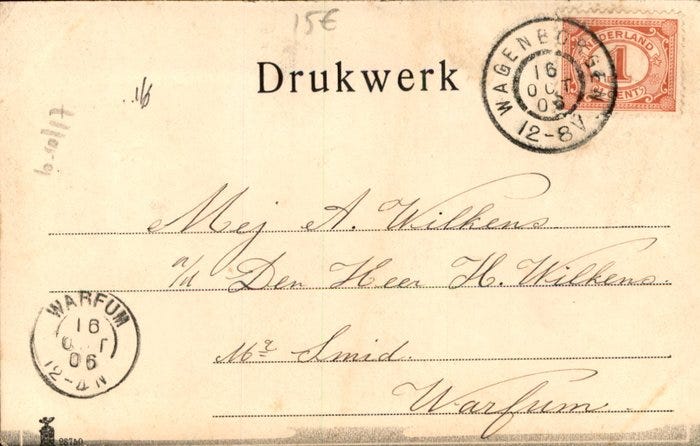 15€
Drukwerk
WAGENBORGEN
16
OCT
06
12-8V
NEDERLAND
1
CENT
Mej A. Wilkens
a/d Den Heer H. Wilkens
Mr Smid.
Warfum.
WARFUM
16
OCT
06
12-4N